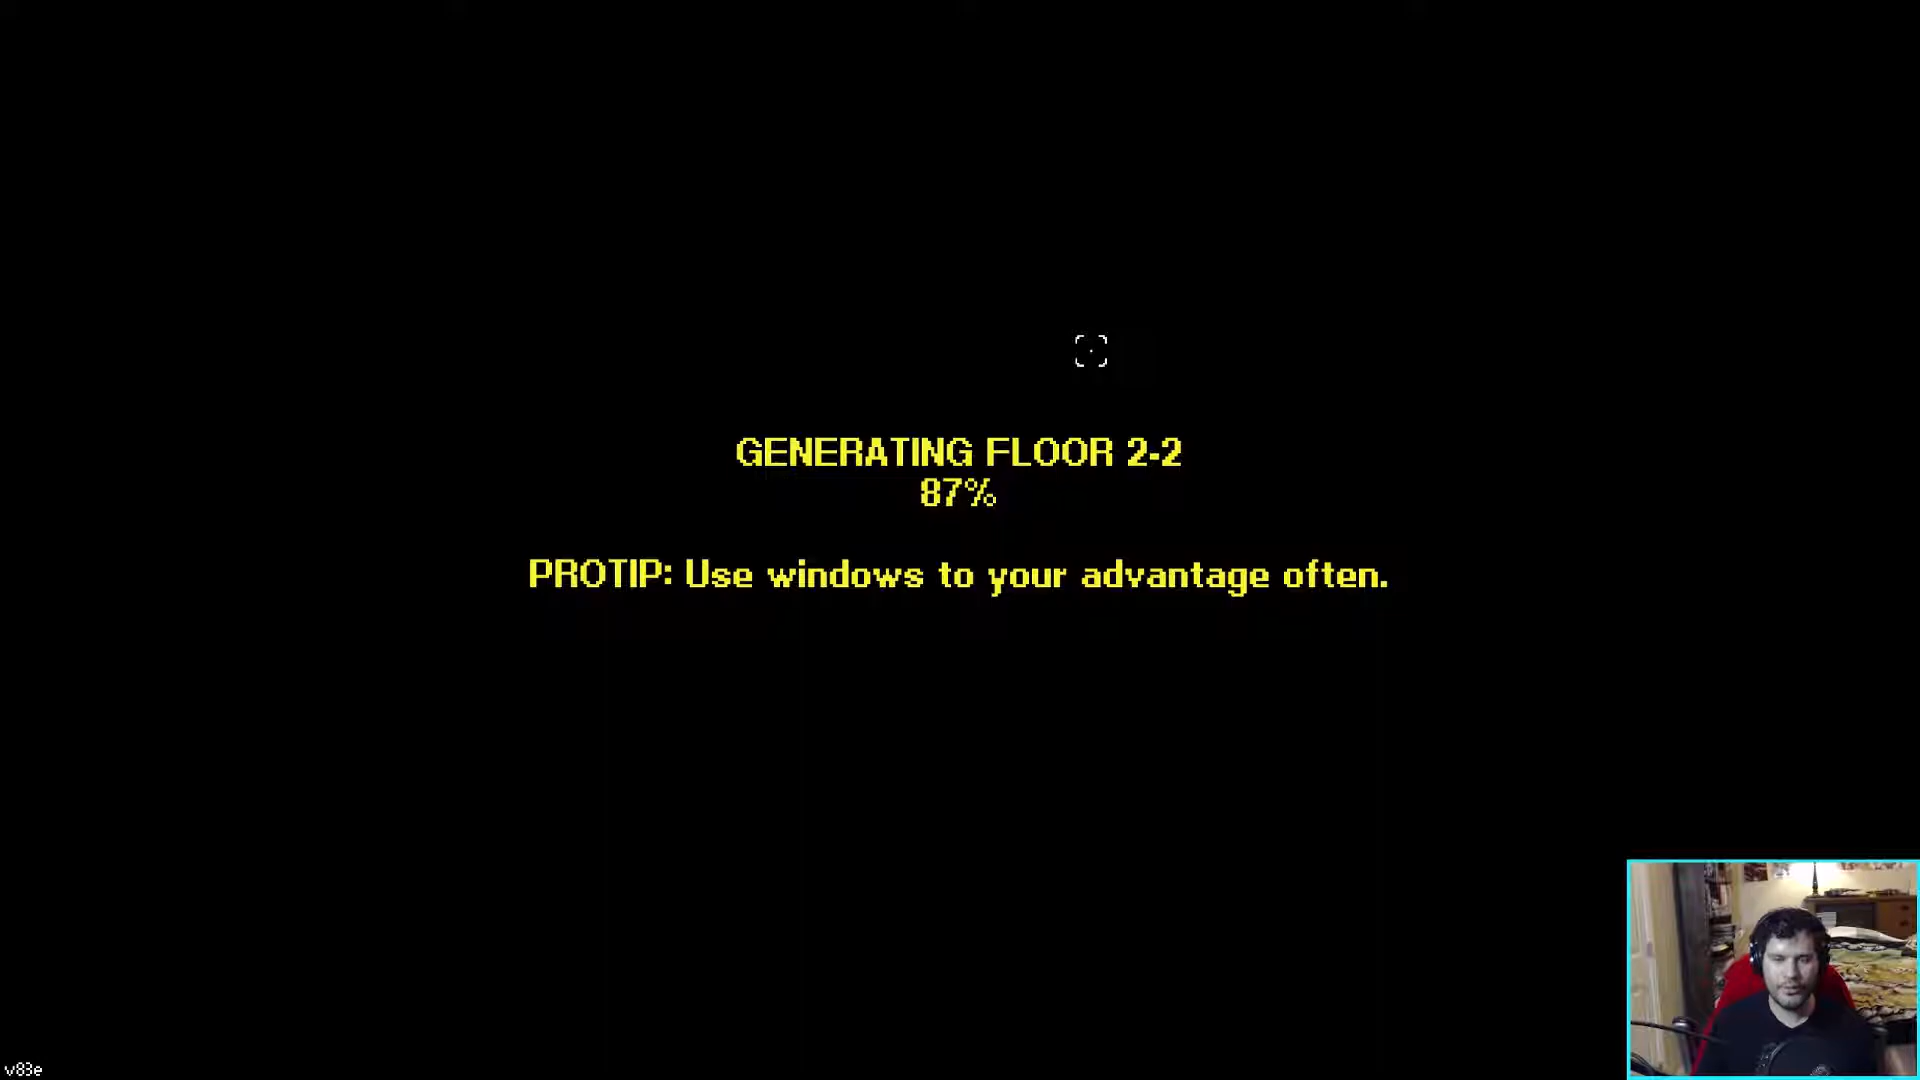 GENERATING FLOOR 2-2
87%
PROTIP: Use windows to your advantage often.
v83e